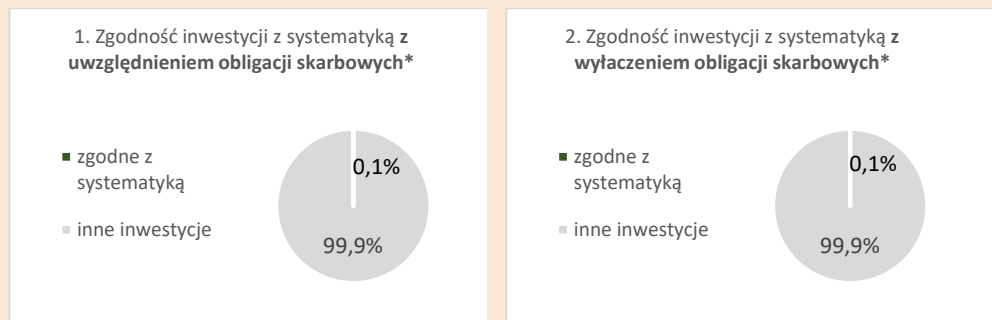 1. Zgodność inwestycji z systematyką z
uwzględnieniem obligacji skarbowych*
zgodne z
systematyką
inne inwestycje
0,1%
99,9%
2. Zgodność inwestycji z systematyką z
wyłaczeniem obligacji skarbowych*
zgodne z
systematyką
inne inwestycje
0,1%
99,9%